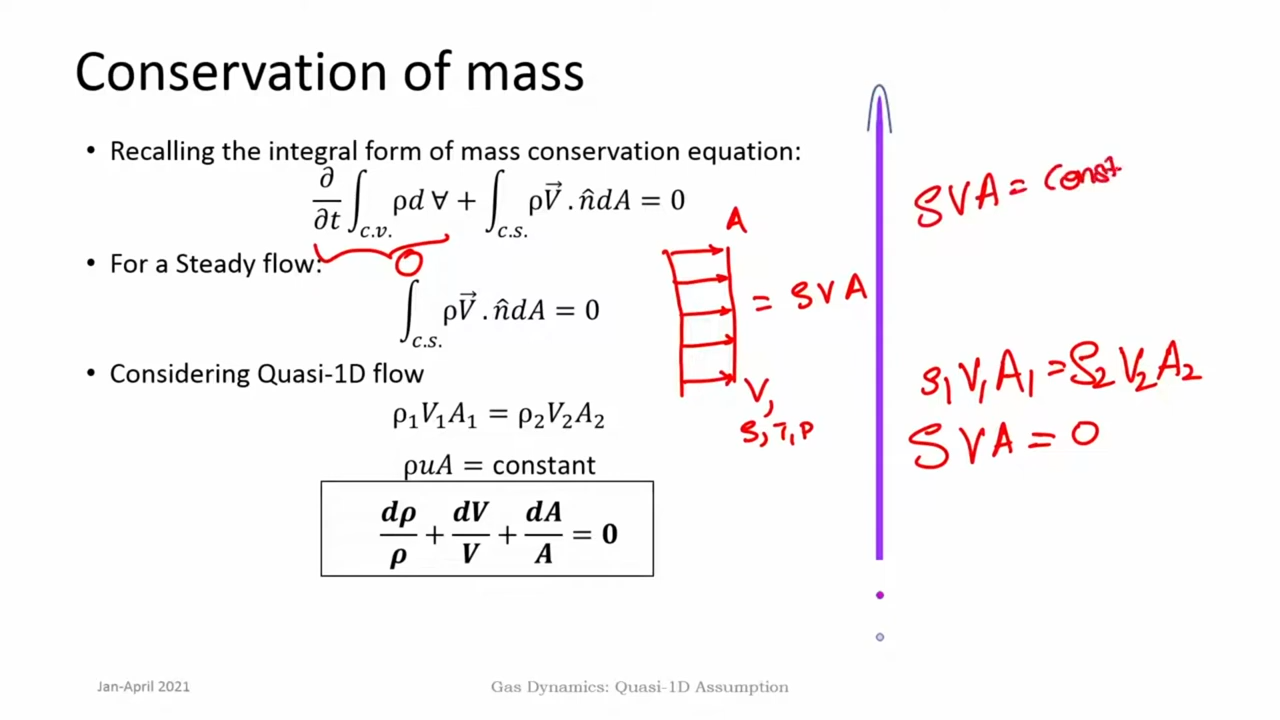 Conservation of mass
• Recalling the integral form of mass conservation equation:
∂/∂t ∫c.v. ρd∀ + ∫c.s. ρV⃗ . n̂dA = 0
0
• For a Steady flow:
∫c.s. ρV⃗ . n̂dA = 0
• Considering Quasi-1D flow
ρ₁V₁A₁ = ρ₂V₂A₂
ρuA = constant
dρ/ρ + dV/V + dA/A = 0
A
= ρVA
V,
ρ, T, P
ρVA = Const
ρ₁V₁A₁ = ρ₂V₂A₂
ρVA = 0
Jan-April 2021
Gas Dynamics: Quasi-1D Assumption